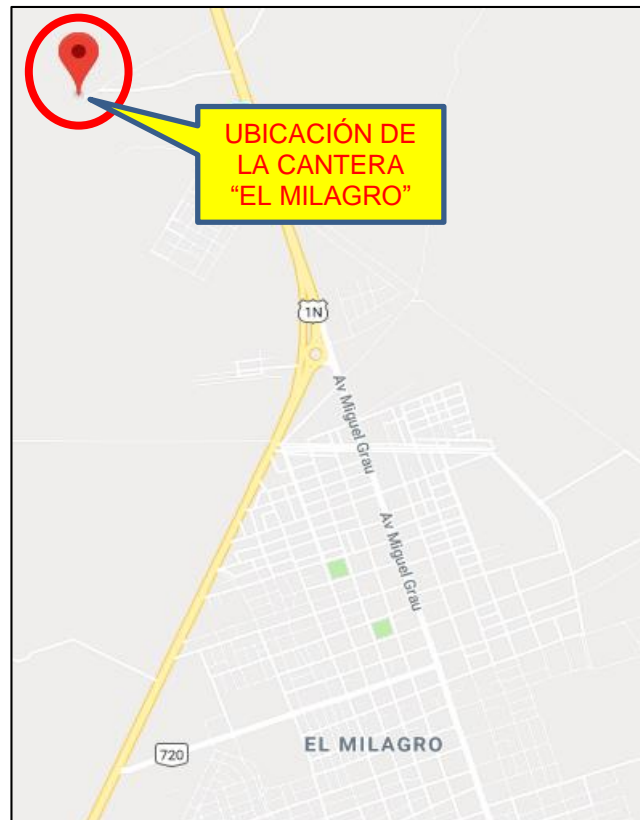 UBICACIÓN DE
LA CANTERA
“EL MILAGRO”
1N
Av Miguel Grau
Av Miguel Grau
EL MILAGRO
720